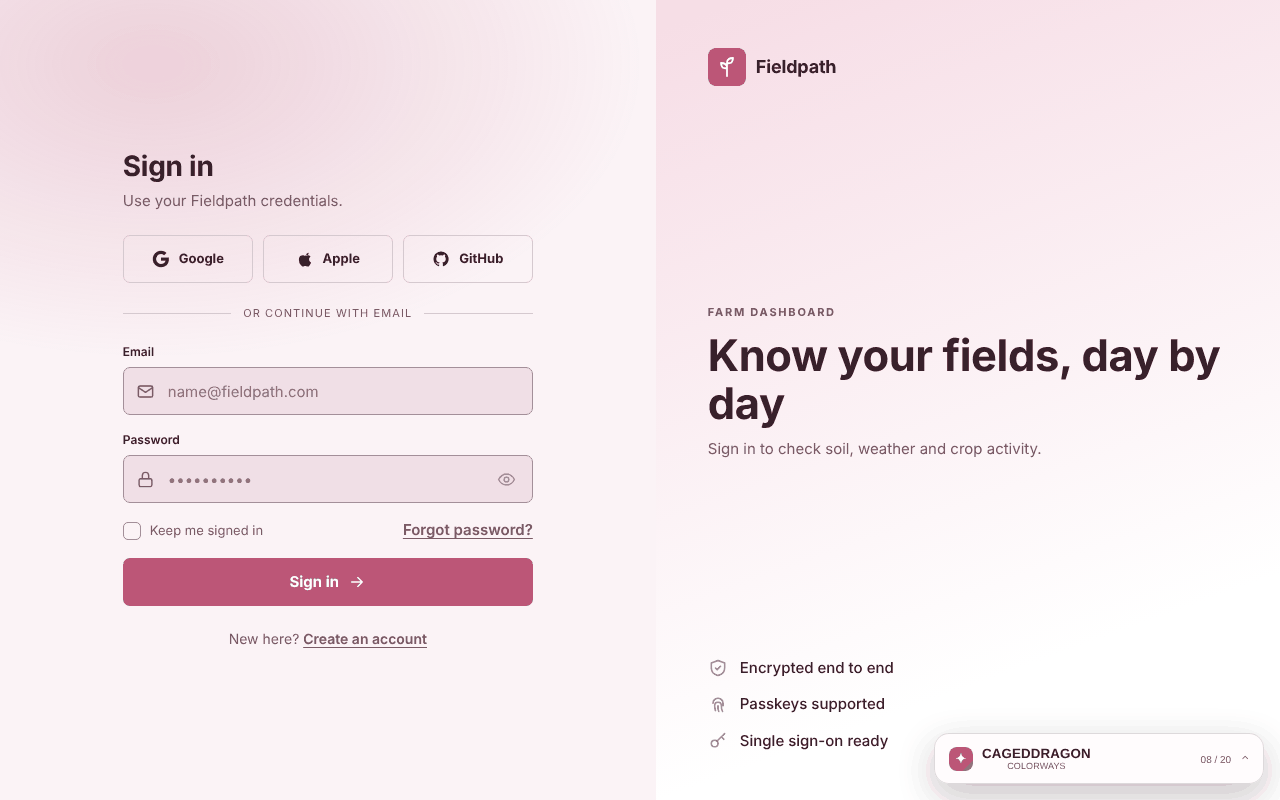 Sign in
Use your Fieldpath credentials.
Google
Apple
GitHub
OR CONTINUE WITH EMAIL
Email
name@fieldpath.com
Password
Keep me signed in
Forgot password?
Sign in
New here? Create an account
Fieldpath
FARM DASHBOARD
Know your fields, day by
day
Sign in to check soil, weather and crop activity.
Encrypted end to end
Passkeys supported
Single sign-on ready
CAGEDDRAGON
COLORWAYS
08 / 20